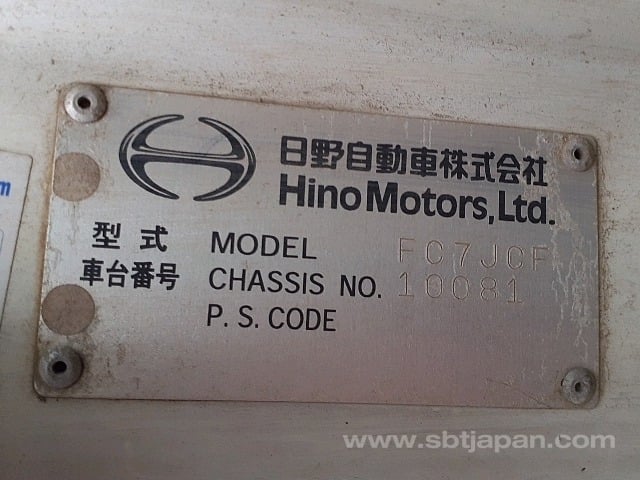 日野自動車株式会社
Hino Motors, Ltd.
型式 MODEL FC7JCF
車台番号 CHASSIS NO. 10081
P. S. CODE
m
www.sbtjapan.com